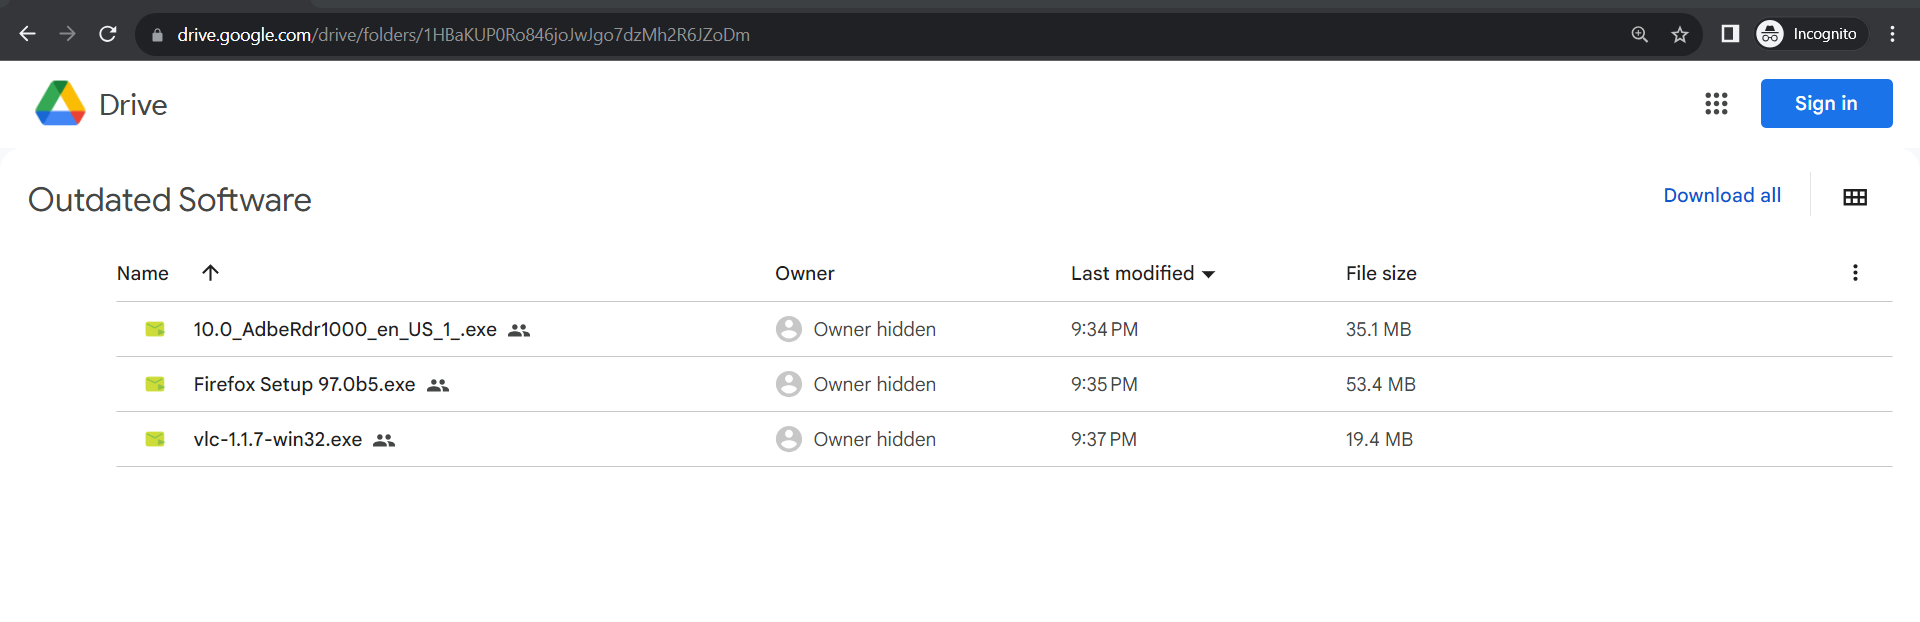 drive.google.com/drive/folders/1HBaKUP0Ro846joJwJgo7dzMh2R6JZoDm Incognito
Drive Sign in
Outdated Software Download all
Name Owner Last modified File size
10.0_AdbeRdr1000_en_US_1_.exe Owner hidden 9:34 PM 35.1 MB
Firefox Setup 97.0b5.exe Owner hidden 9:35 PM 53.4 MB
vlc-1.1.7-win32.exe Owner hidden 9:37 PM 19.4 MB